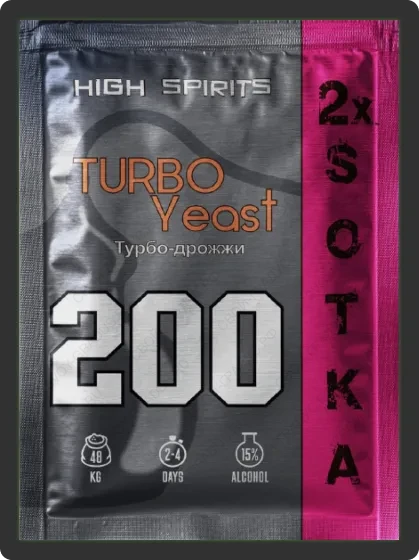 HIGH SPIRITS
TURBO
Yeast
Турбо-дрожжи
200
48
KG
2-4
DAYS
15%
ALCOHOL
2x
SOTKA